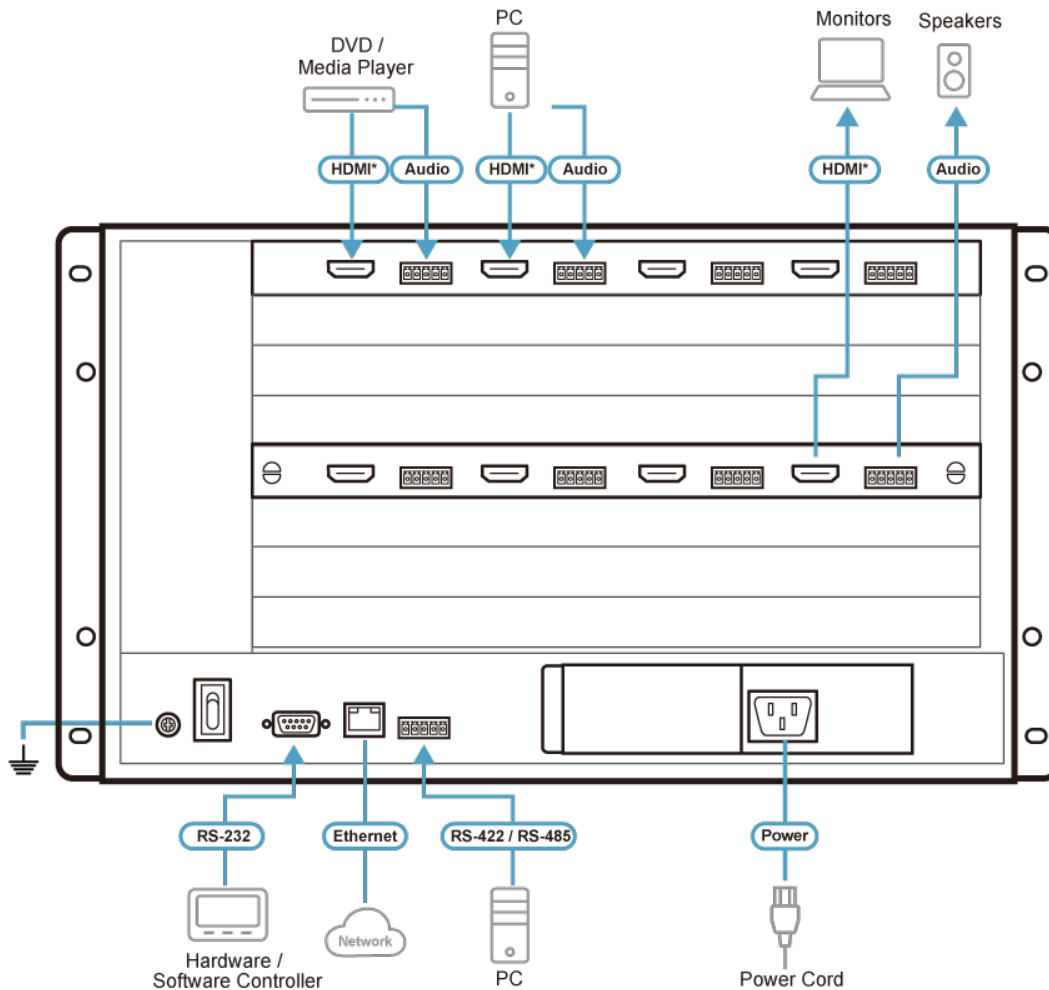 PC
Monitors
Speakers
DVD /
Media Player
HDMI*
Audio
HDMI*
Audio
HDMI*
Audio
RS-232
Ethernet
RS-422 / RS-485
Power
Network
Hardware /
Software Controller
PC
Power Cord